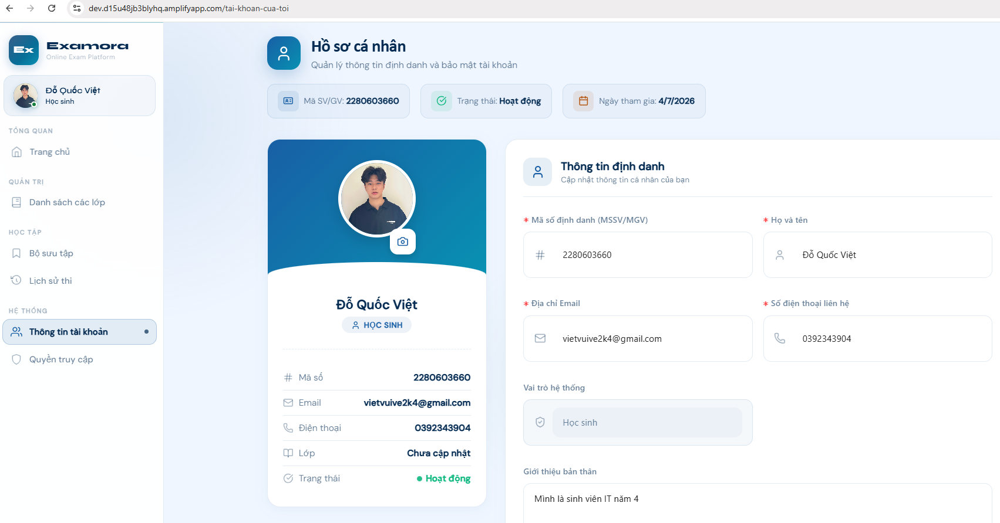 dev.d15u48jb3blyhq.amplifyapp.com/tai-khoan-cua-toi
Ex
Examora
Online Exam Platform
Đỗ Quốc Việt
Học sinh
TỔNG QUAN
Trang chủ
QUẢN TRỊ
Danh sách các lớp
HỌC TẬP
Bộ sưu tập
Lịch sử thi
HỆ THỐNG
Thông tin tài khoản
Quyền truy cập
Hồ sơ cá nhân
Quản lý thông tin định danh và bảo mật tài khoản
Mã SV/GV: 2280603660
Trạng thái: Hoạt động
Ngày tham gia: 4/7/2026
Đỗ Quốc Việt
HỌC SINH
Mã số 2280603660
Email vietvuive2k4@gmail.com
Điện thoại 0392343904
Lớp Chưa cập nhật
Trạng thái Hoạt động
Thông tin định danh
Cập nhật thông tin cá nhân của bạn
* Mã số định danh (MSSV/MGV)
2280603660
* Họ và tên
Đỗ Quốc Việt
* Địa chỉ Email
vietvuive2k4@gmail.com
* Số điện thoại liên hệ
0392343904
Vai trò hệ thống
Học sinh
Giới thiệu bản thân
Mình là sinh viên IT năm 4